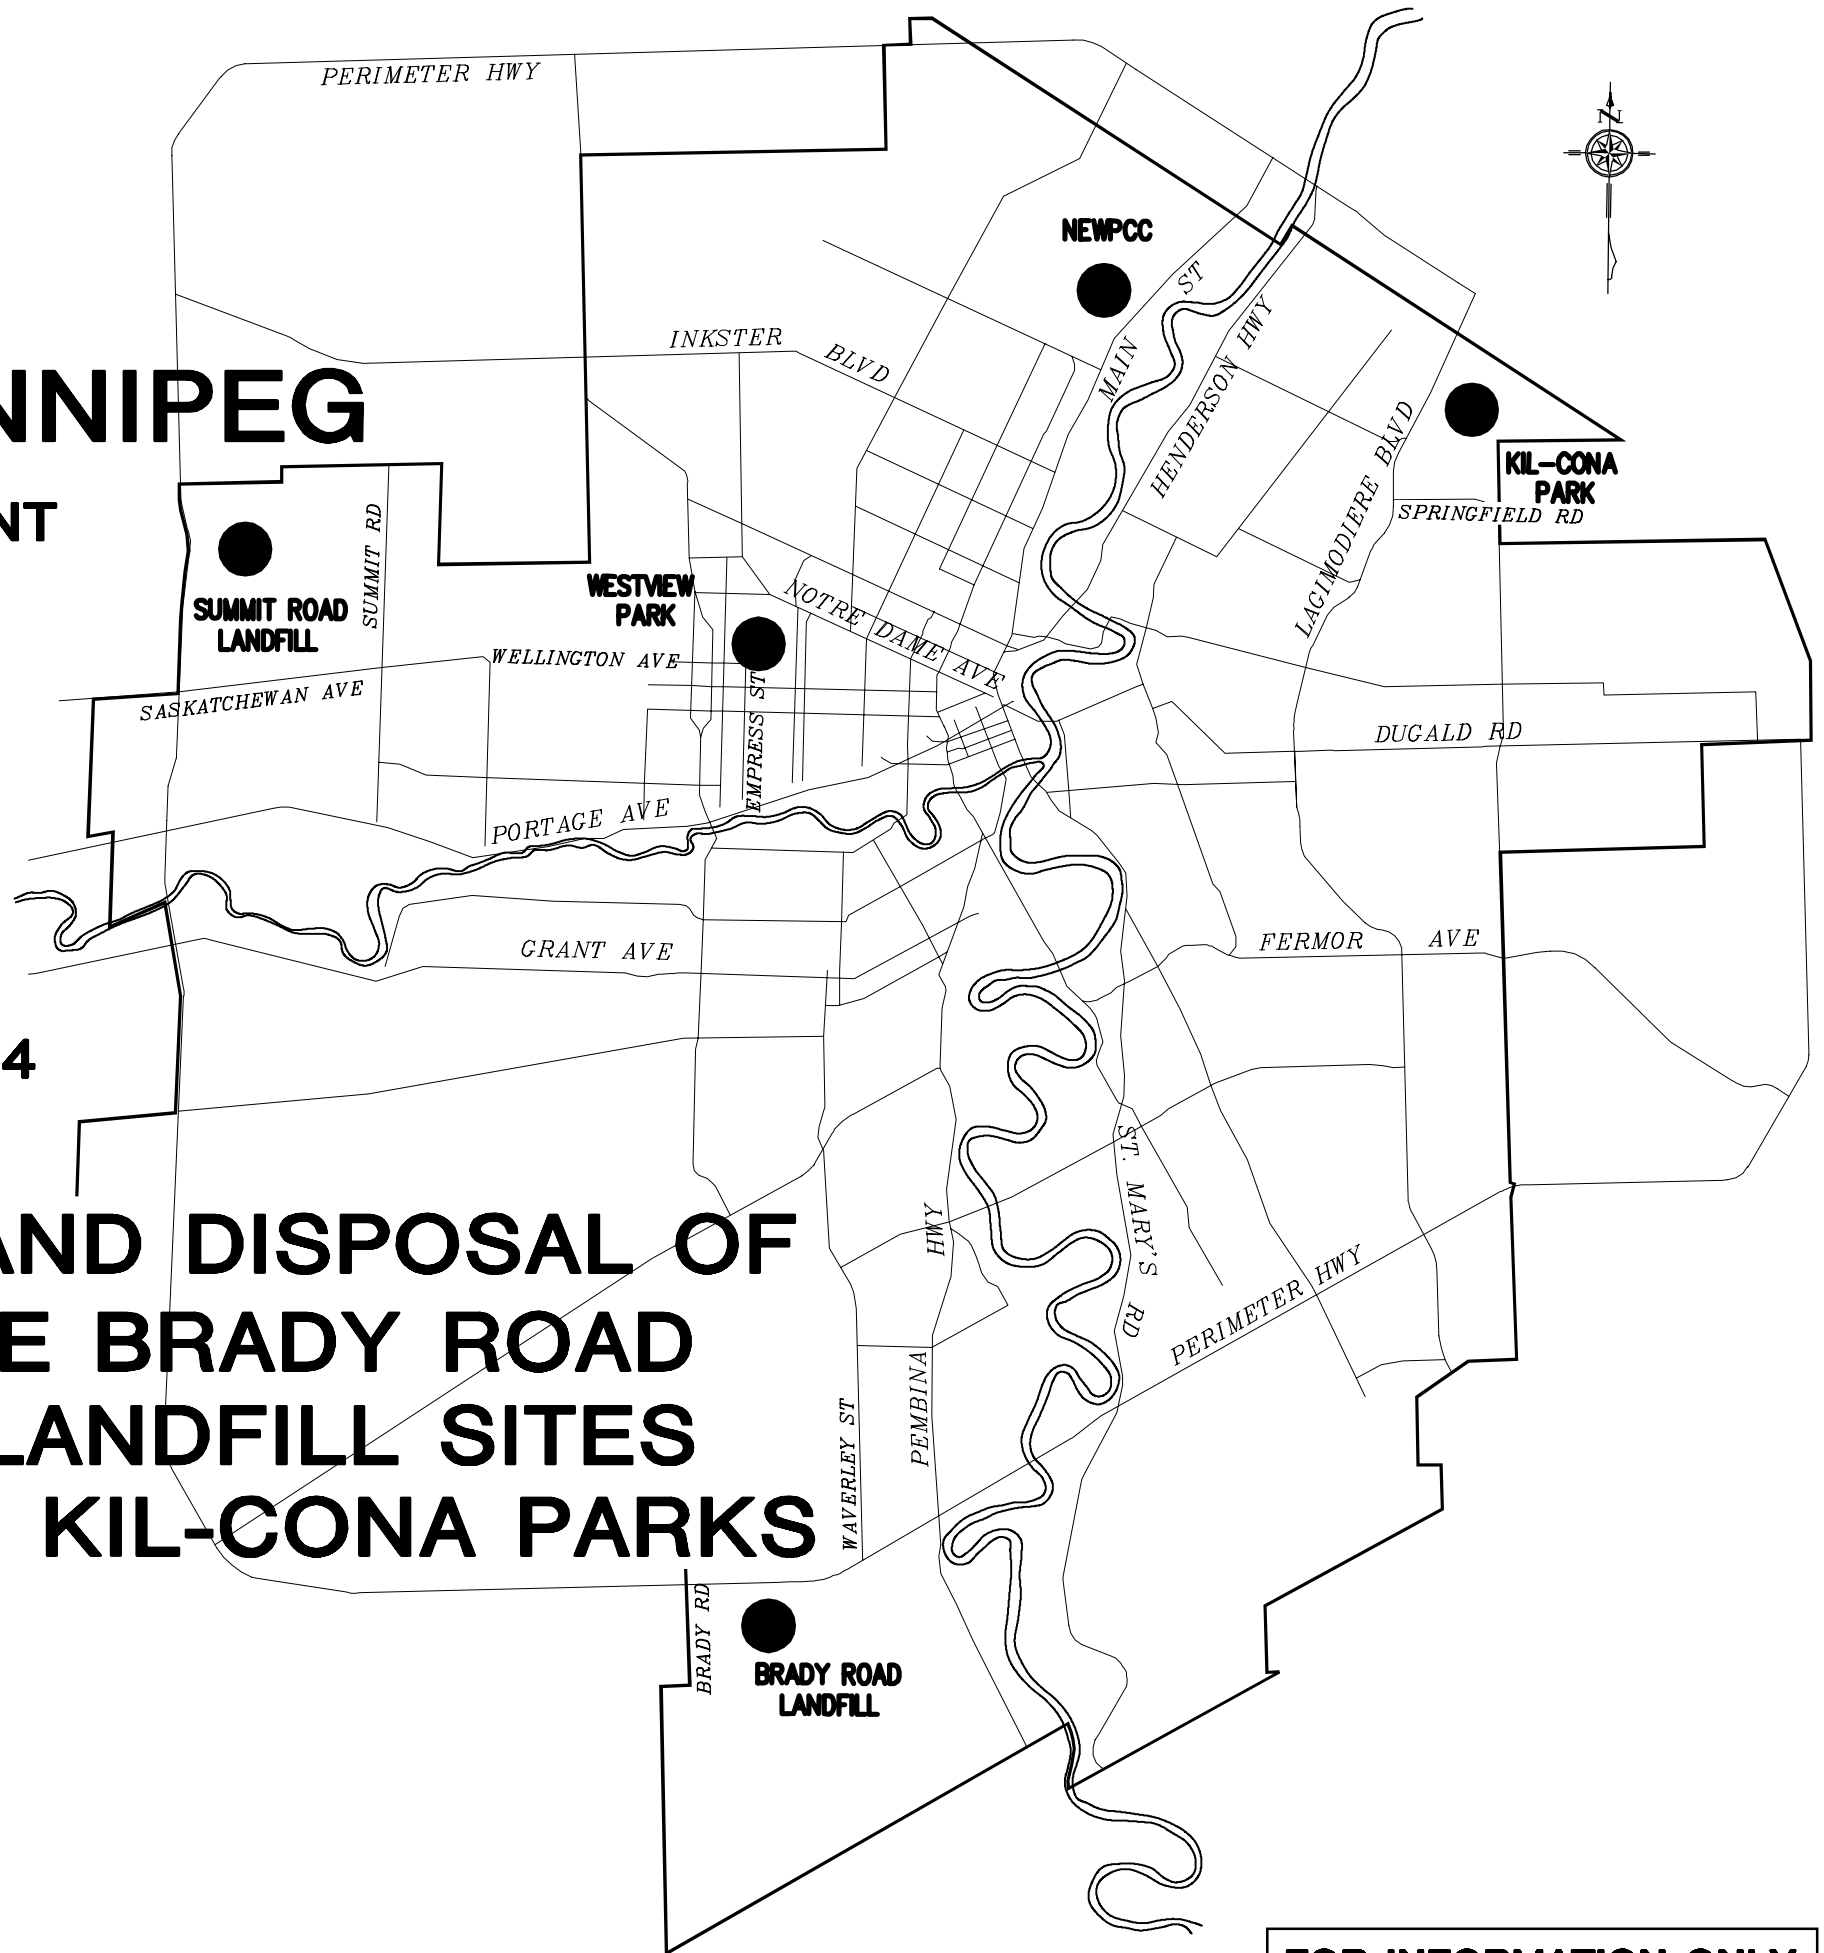 PERIMETER HWY
N
NEWPCC
MAIN ST
INKSTER BLVD
HENDERSON HWY
NNIPEG
LAGIMODIERE BLVD
KIL-CONA
PARK
SPRINGFIELD RD
NT
SUMMIT RD
SUMMIT ROAD
LANDFILL
WESTVIEW
PARK
NOTRE DAME AVE
WELLINGTON AVE
SASKATCHEWAN AVE
EMPRESS ST
DUGALD RD
PORTAGE AVE
GRANT AVE
FERMOR AVE
4
ST. MARY'S RD
PEMBINA HWY
PERIMETER HWY
AND DISPOSAL OF
E BRADY ROAD
LANDFILL SITES
KIL-CONA PARKS
WAVERLEY ST
BRADY RD
BRADY ROAD
LANDFILL
FOR INFORMATION ONLY